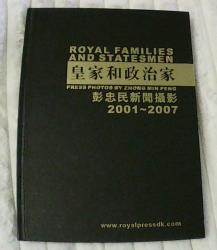 ROYAL FAMILIES
AND STATESMEN
皇家和政治家
PRESS PHOTOS BY ZHONG MIN PENG
彭忠民新聞攝影
2001~2007
www.royalpressdk.com